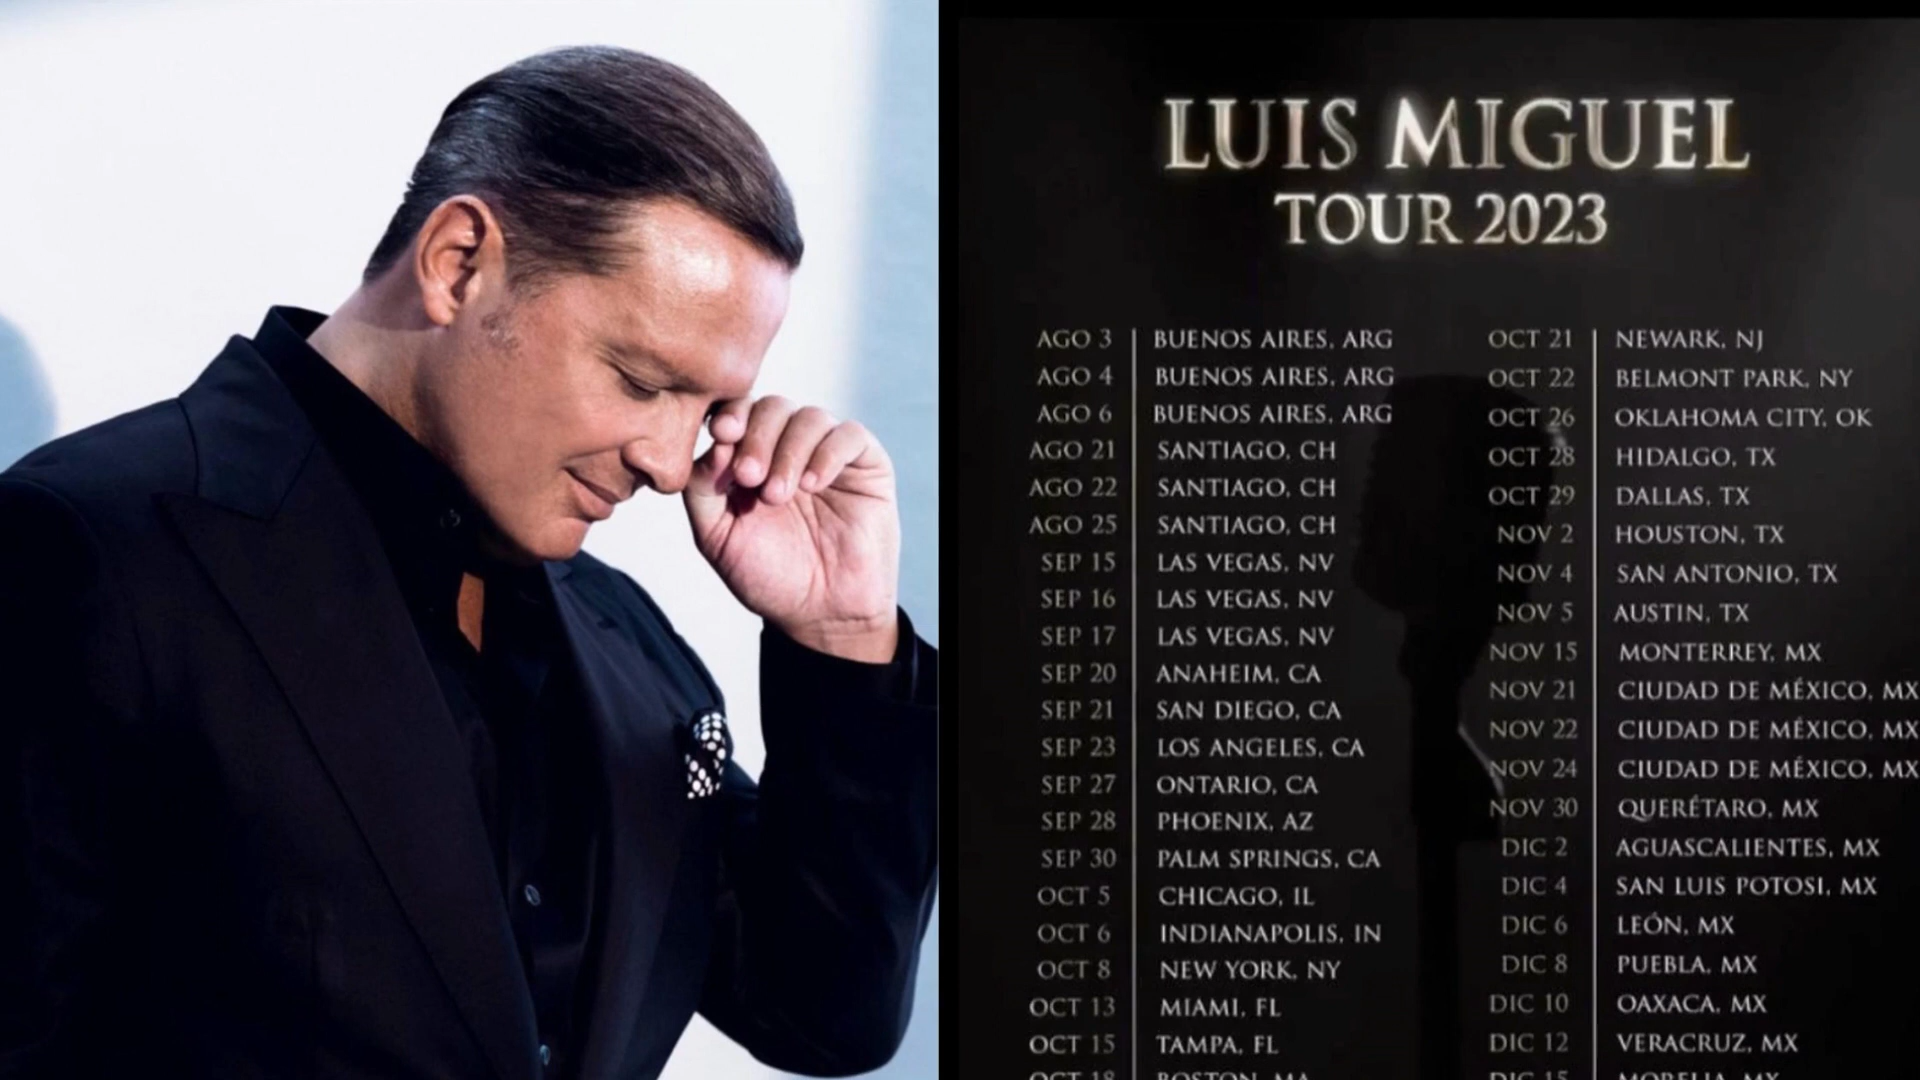 LUIS MIGUEL
TOUR 2023
AGO 3 BUENOS AIRES, ARG
AGO 4 BUENOS AIRES, ARG
AGO 6 BUENOS AIRES, ARG
AGO 21 SANTIAGO, CH
AGO 22 SANTIAGO, CH
AGO 25 SANTIAGO, CH
SEP 15 LAS VEGAS, NV
SEP 16 LAS VEGAS, NV
SEP 17 LAS VEGAS, NV
SEP 20 ANAHEIM, CA
SEP 21 SAN DIEGO, CA
SEP 23 LOS ANGELES, CA
SEP 27 ONTARIO, CA
SEP 28 PHOENIX, AZ
SEP 30 PALM SPRINGS, CA
OCT 5 CHICAGO, IL
OCT 6 INDIANAPOLIS, IN
OCT 8 NEW YORK, NY
OCT 13 MIAMI, FL
OCT 15 TAMPA, FL
OCT 18 BOSTON, MA
OCT 21 NEWARK, NJ
OCT 22 BELMONT PARK, NY
OCT 26 OKLAHOMA CITY, OK
OCT 28 HIDALGO, TX
OCT 29 DALLAS, TX
NOV 2 HOUSTON, TX
NOV 4 SAN ANTONIO, TX
NOV 5 AUSTIN, TX
NOV 15 MONTERREY, MX
NOV 21 CIUDAD DE MÉXICO, MX
NOV 22 CIUDAD DE MÉXICO, MX
NOV 24 CIUDAD DE MÉXICO, MX
NOV 30 QUERÉTARO, MX
DIC 2 AGUASCALIENTES, MX
DIC 4 SAN LUIS POTOSI, MX
DIC 6 LEÓN, MX
DIC 8 PUEBLA, MX
DIC 10 OAXACA, MX
DIC 12 VERACRUZ, MX
DIC 15 MORELIA, MX